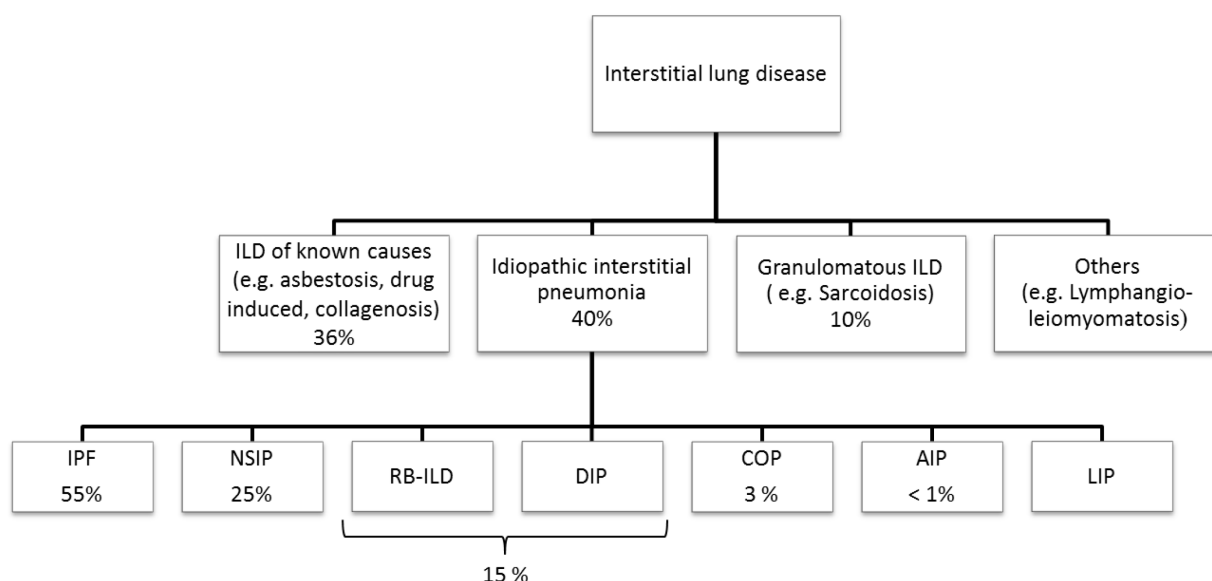 Interstitial lung disease
ILD of known causes
(e.g. asbestosis, drug
induced, collagenosis)
36%
Idiopathic interstitial
pneumonia
40%
Granulomatous ILD
( e.g. Sarcoidosis)
10%
Others
(e.g. Lymphangio-
leiomyomatosis)
IPF
55%
NSIP
25%
RB-ILD
DIP
COP
3 %
AIP
< 1%
LIP
15 %